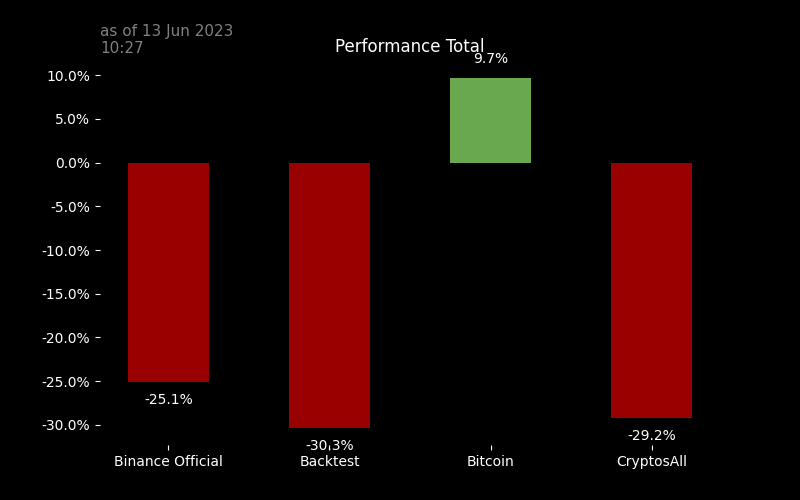 as of 13 Jun 2023
10:27
Performance Total
9.7%
10.0%
5.0%
0.0%
-5.0%
-10.0%
-15.0%
-20.0%
-25.0%
-30.0%
-25.1%
-30.3%
-29.2%
Binance Official
Backtest
Bitcoin
CryptosAll